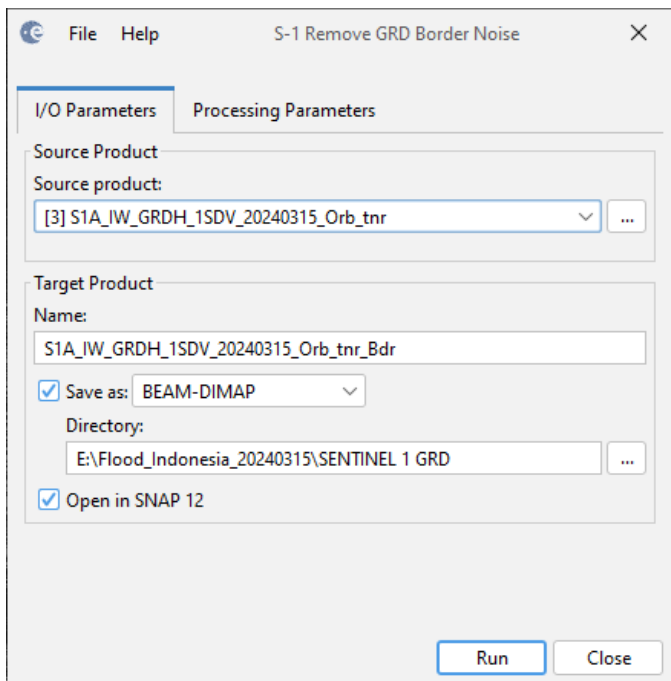 File Help S-1 Remove GRD Border Noise
I/O Parameters Processing Parameters
Source Product
Source product:
[3] S1A_IW_GRDH_1SDV_20240315_Orb_tnr ...
Target Product
Name:
S1A_IW_GRDH_1SDV_20240315_Orb_tnr_Bdr
Save as: BEAM-DIMAP
Directory:
E:\Flood_Indonesia_20240315\SENTINEL 1 GRD ...
Open in SNAP 12
Run Close